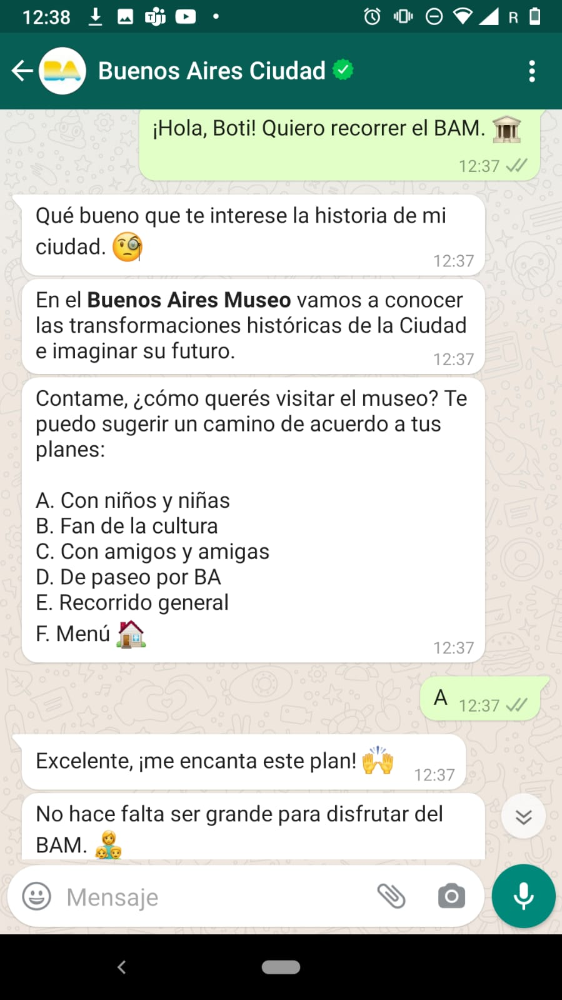 12:38
R
BA
Buenos Aires Ciudad
¡Hola, Boti! Quiero recorrer el BAM. 🏛️
12:37
Qué bueno que te interese la historia de mi
ciudad. 🧐
12:37
En el Buenos Aires Museo vamos a conocer
las transformaciones históricas de la Ciudad
e imaginar su futuro.
12:37
Contame, ¿cómo querés visitar el museo? Te
puedo sugerir un camino de acuerdo a tus
planes:
A. Con niños y niñas
B. Fan de la cultura
C. Con amigos y amigas
D. De paseo por BA
E. Recorrido general
F. Menú 🏠
12:37
A
12:37
Excelente, ¡me encanta este plan! 🙌
12:37
No hace falta ser grande para disfrutar del
BAM. 👩‍👧‍👦
Mensaje